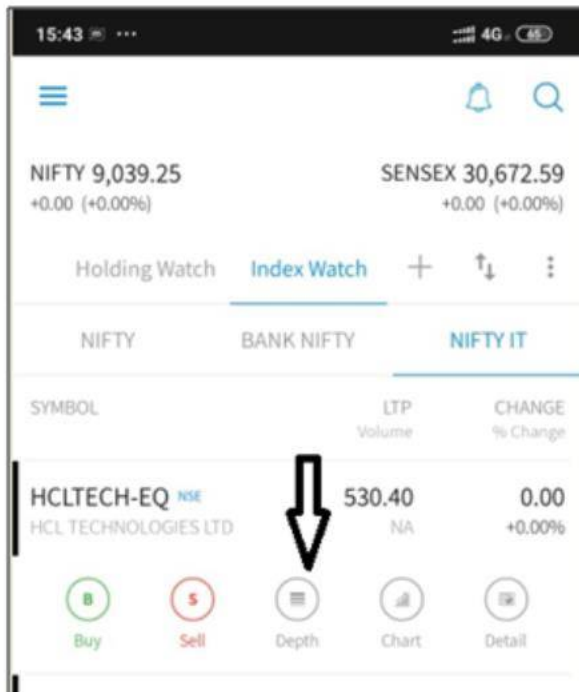 15:43 ••• 4G 65
NIFTY 9,039.25 SENSEX 30,672.59
+0.00 (+0.00%) +0.00 (+0.00%)
Holding Watch Index Watch
NIFTY BANK NIFTY NIFTY IT
SYMBOL LTP CHANGE
Volume % Change
HCLTECH-EQ NSE 530.40 0.00
HCL TECHNOLOGIES LTD NA +0.00%
B S
Buy Sell Depth Chart Detail